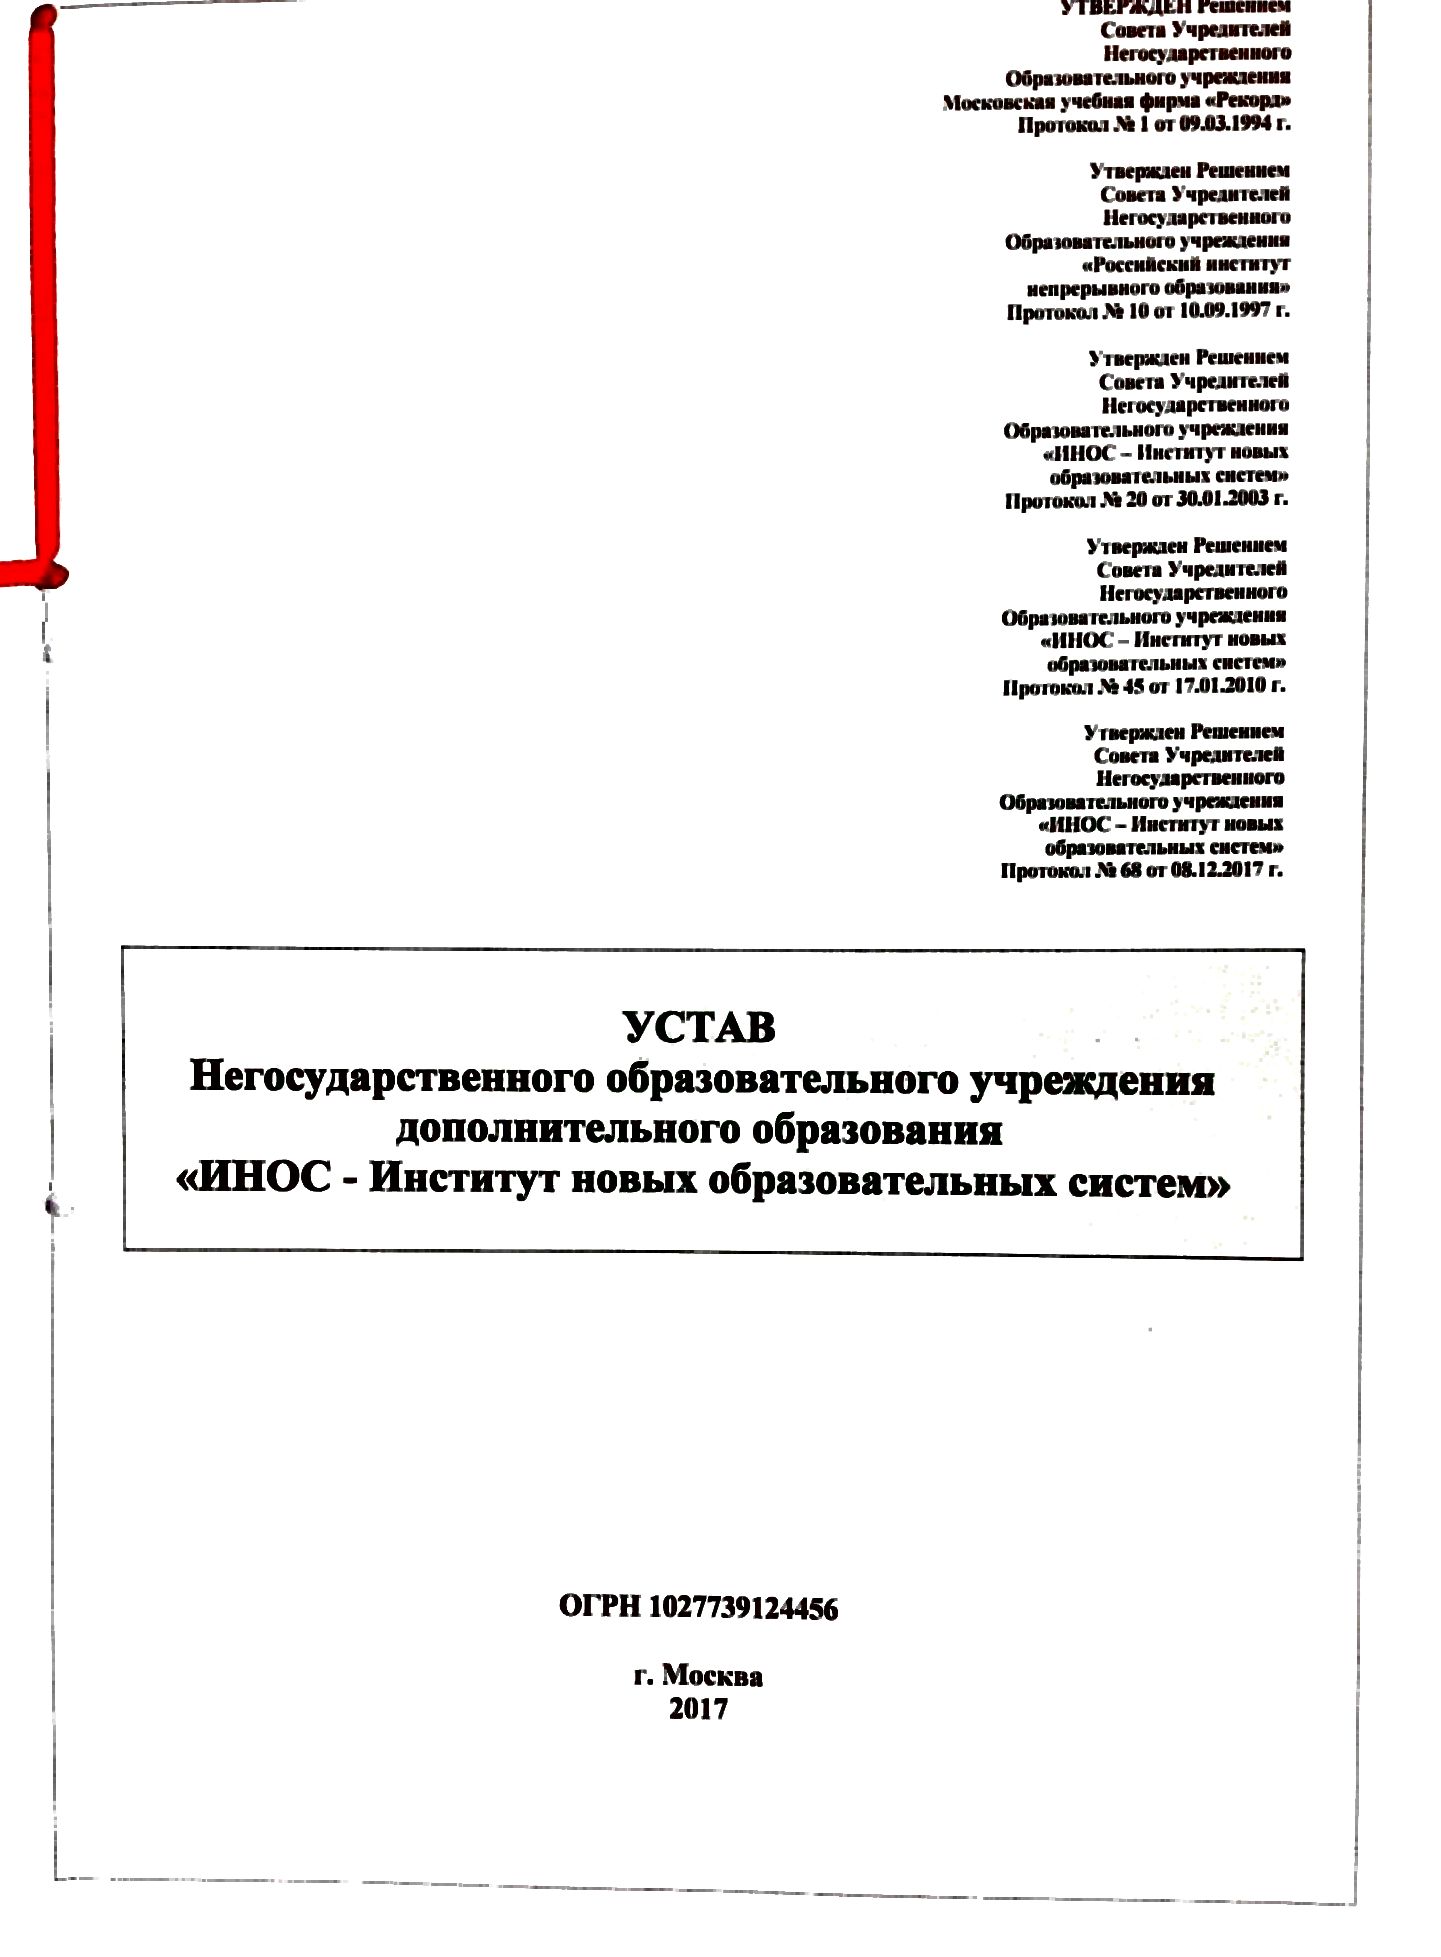 УТВЕРЖДЕН Решением
Совета Учредителей
Негосударственного
Образовательного учреждения
Московская учебная фирма «Рекорд»
Протокол № 1 от 09.03.1994 г.
Утвержден Решением
Совета Учредителей
Негосударственного
Образовательного учреждения
«Российский институт
непрерывного образования»
Протокол № 10 от 10.09.1997 г.
Утвержден Решением
Совета Учредителей
Негосударственного
Образовательного учреждения
«ИНОС – Институт новых
образовательных систем»
Протокол № 20 от 30.01.2003 г.
Утвержден Решением
Совета Учредителей
Негосударственного
Образовательного учреждения
«ИНОС – Институт новых
образовательных систем»
Протокол № 45 от 17.01.2010 г.
Утвержден Решением
Совета Учредителей
Негосударственного
Образовательного учреждения
«ИНОС – Институт новых
образовательных систем»
Протокол № 68 от 08.12.2017 г.
УСТАВ
Негосударственного образовательного учреждения
дополнительного образования
«ИНОС - Институт новых образовательных систем»
ОГРН 1027739124456
г. Москва
2017